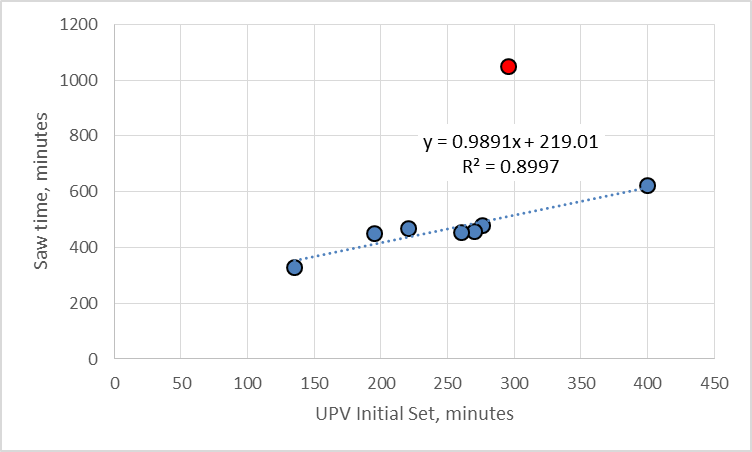 1200
1000
800
600
400
200
0
Saw time, minutes
y = 0.9891x + 219.01
R² = 0.8997
0 50 100 150 200 250 300 350 400 450
UPV Initial Set, minutes